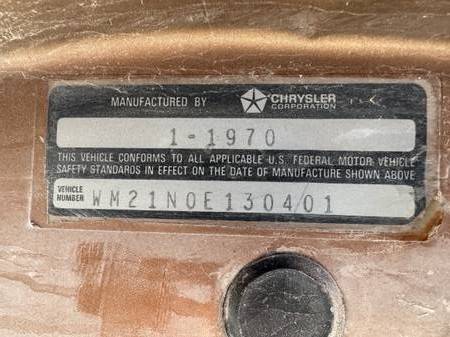 MANUFACTURED BY CHRYSLER
CORPORATION
1-1970
THIS VEHICLE CONFORMS TO ALL APPLICABLE U.S. FEDERAL MOTOR VEHICLE
SAFETY STANDARDS IN EFFECT ON THE DATE OF MANUFACTURE SHOWN ABOVE
VEHICLE
NUMBER
WM21N0E130401